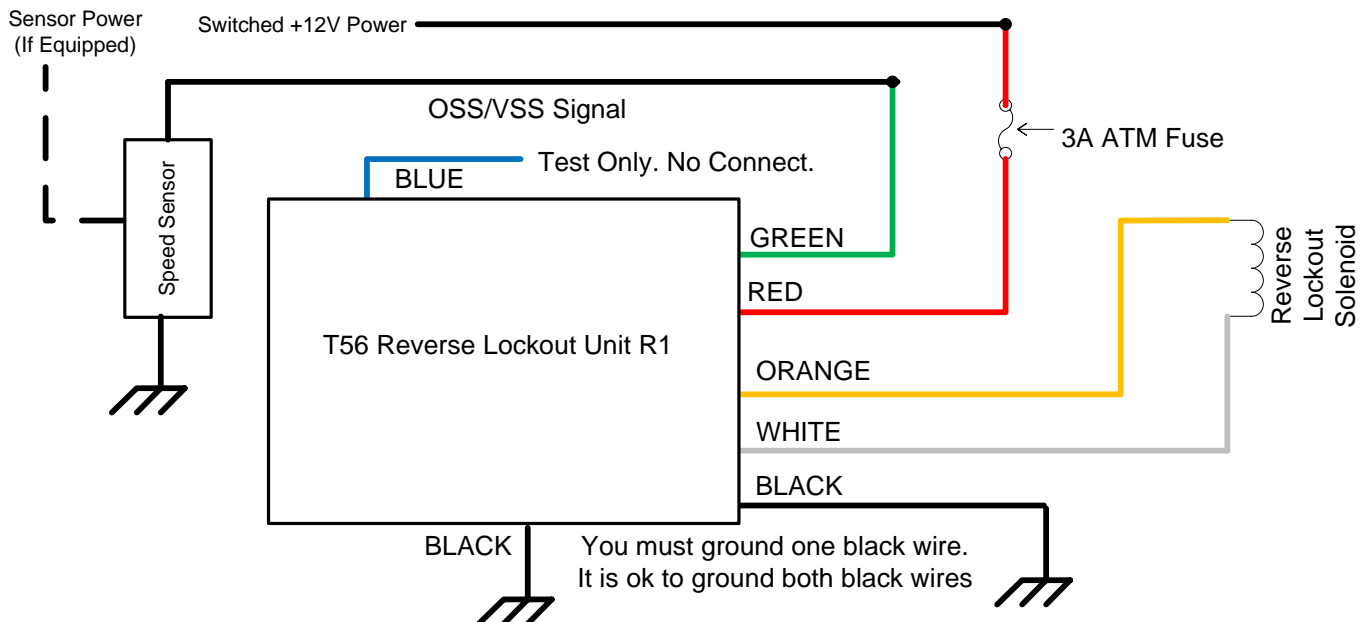 Sensor Power
(If Equipped)
Switched +12V Power
OSS/VSS Signal
3A ATM Fuse
Test Only. No Connect.
BLUE
Speed Sensor
GREEN
RED
Reverse
Lockout
Solenoid
T56 Reverse Lockout Unit R1
ORANGE
WHITE
BLACK
BLACK
You must ground one black wire.
It is ok to ground both black wires